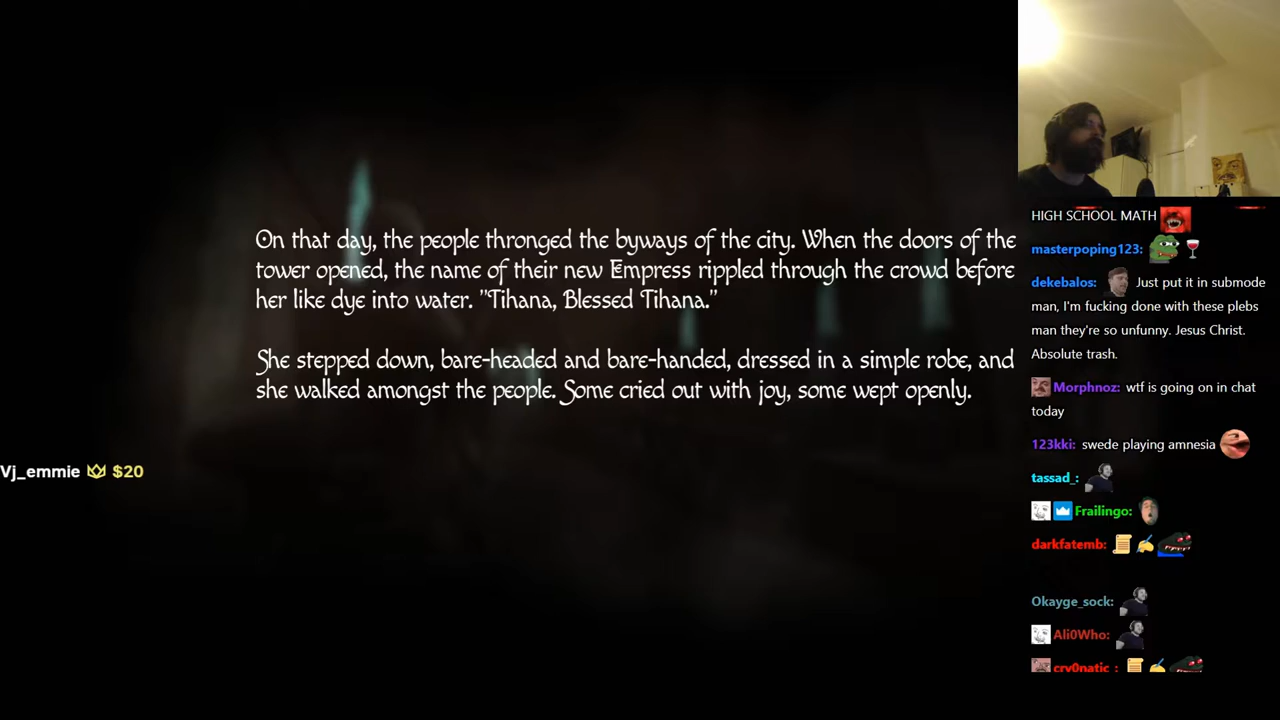 On that day, the people thronged the byways of the city. When the doors of the
tower opened, the name of their new Empress rippled through the crowd before
her like dye into water. "Tihana, Blessed Tihana."
She stepped down, bare-headed and bare-handed, dressed in a simple robe, and
she walked amongst the people. Some cried out with joy, some wept openly.
Vj_emmie $20
HIGH SCHOOL MATH
masterpoping123:
dekebalos: Just put it in submode
man, I'm fucking done with these plebs
man they're so unfunny. Jesus Christ.
Absolute trash.
Morphnoz: wtf is going on in chat
today
123kki: swede playing amnesia
tassad_:
Frailingo:
darkfatemb:
Okayge_sock:
Ali0Who:
cry0natic_: